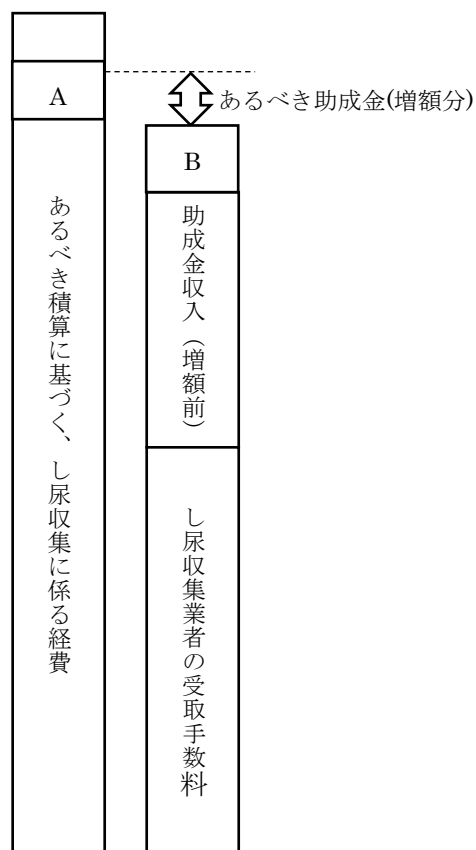 A
あるべき助成金(増額分)
B
あるべき積算に基づく、し尿収集に係る経費
助成金収入（増額前）
し尿収集業者の受取手数料